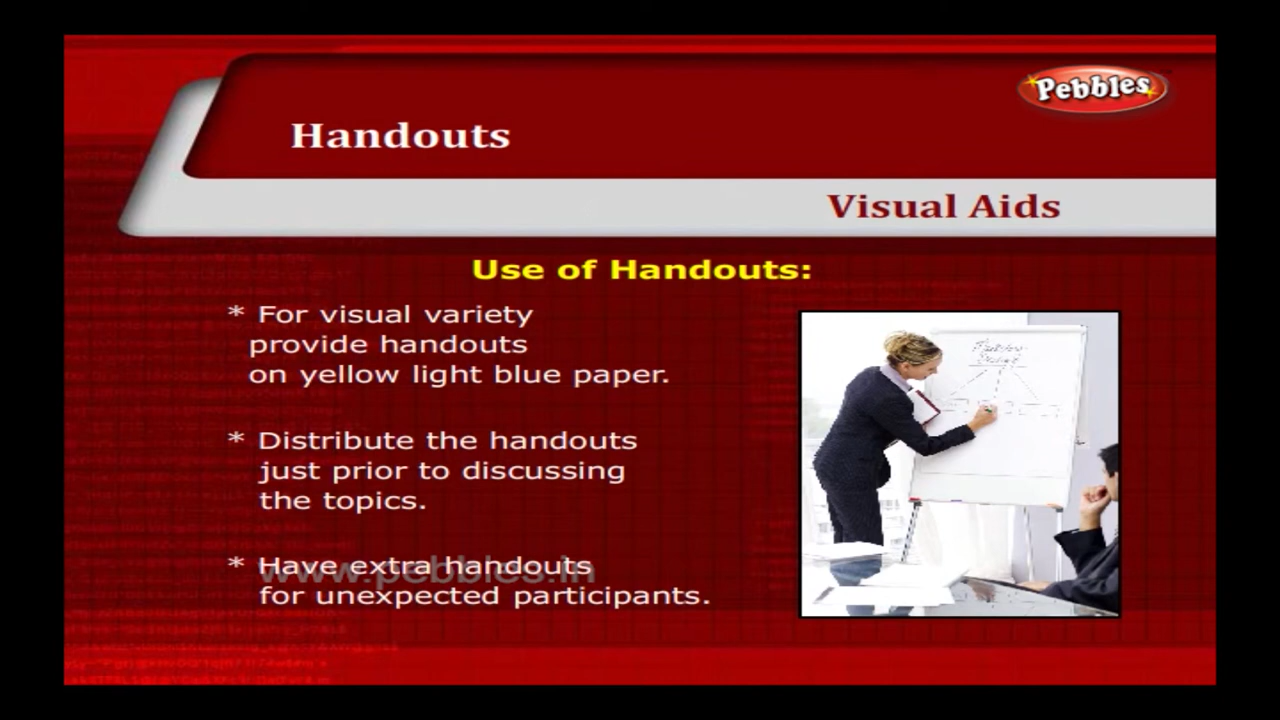 Pebbles
Handouts
Visual Aids
Use of Handouts:
* For visual variety
provide handouts
on yellow light blue paper.
* Distribute the handouts
just prior to discussing
the topics.
* Have extra handouts
www.pebbles.in
for unexpected participants.